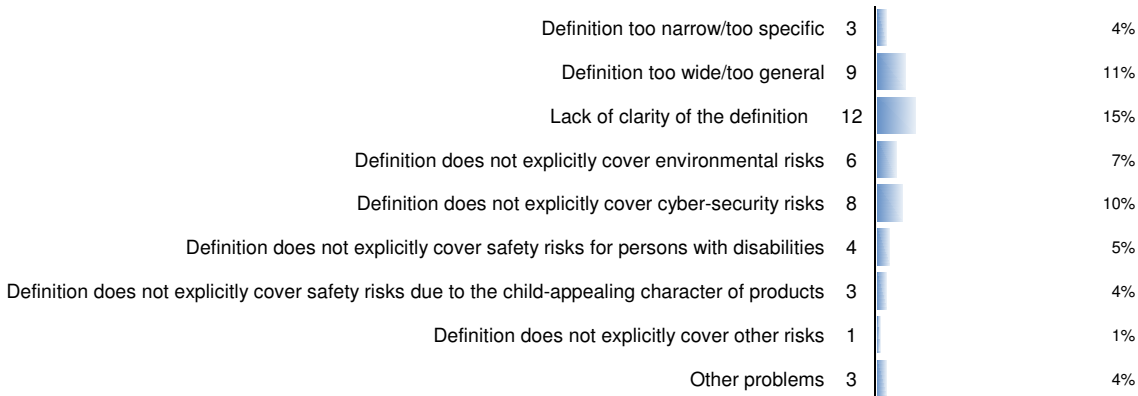 Definition too narrow/too specific 3 4%
Definition too wide/too general 9 11%
Lack of clarity of the definition 12 15%
Definition does not explicitly cover environmental risks 6 7%
Definition does not explicitly cover cyber-security risks 8 10%
Definition does not explicitly cover safety risks for persons with disabilities 4 5%
Definition does not explicitly cover safety risks due to the child-appealing character of products 3 4%
Definition does not explicitly cover other risks 1 1%
Other problems 3 4%